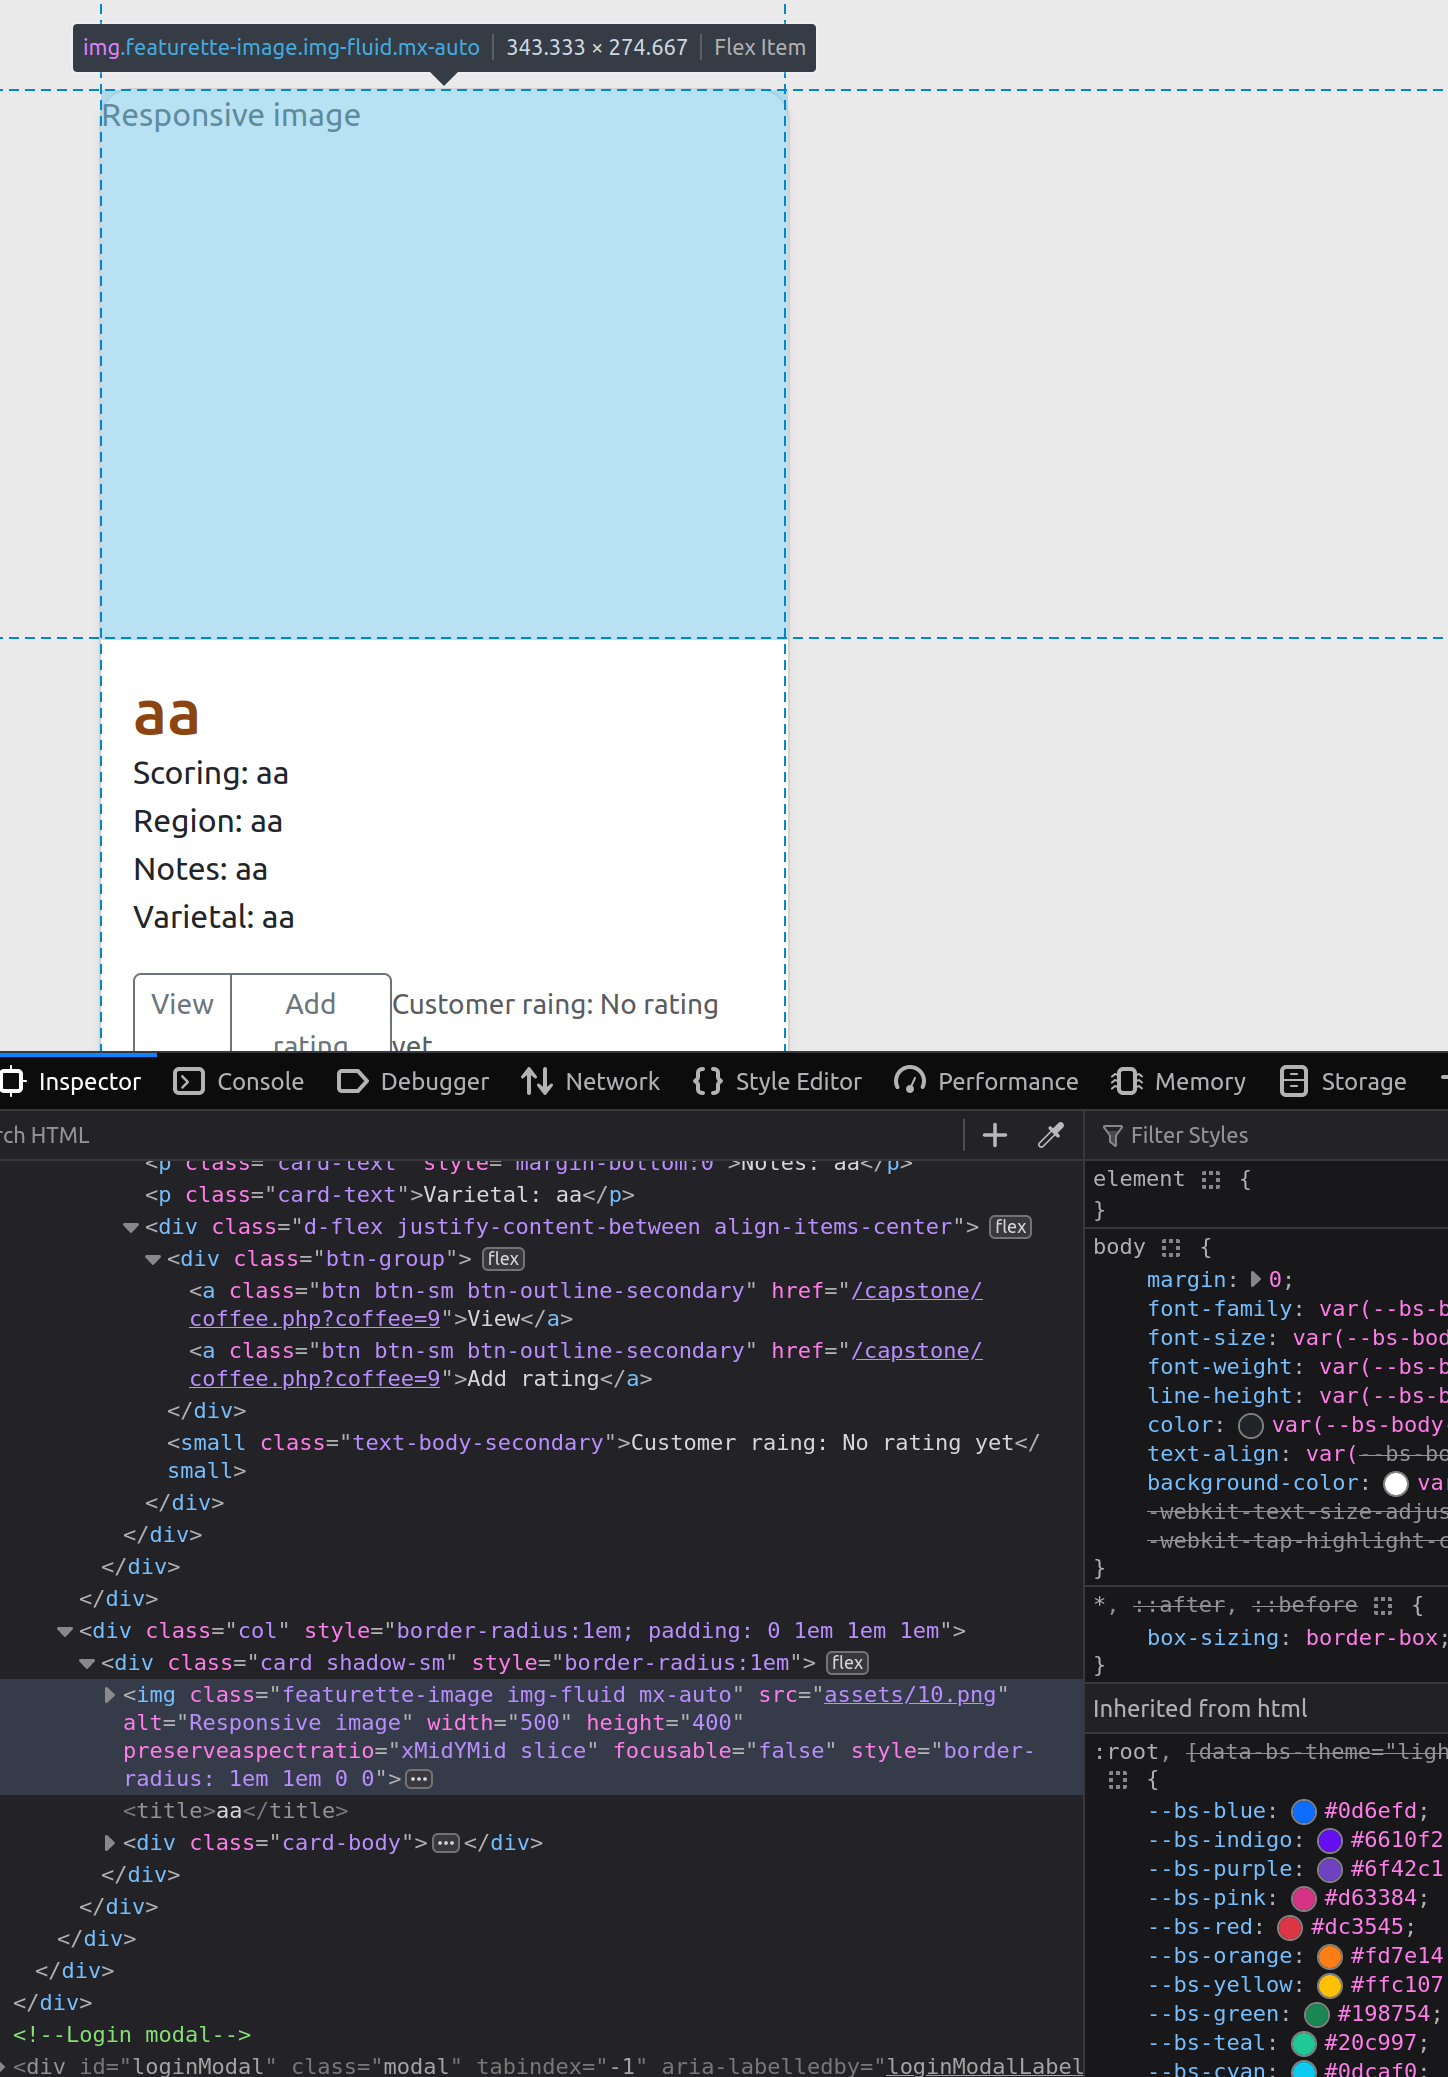 img.featurette-image.img-fluid.mx-auto | 343.333 × 274.667 | Flex Item
Responsive image
aa
Scoring: aa
Region: aa
Notes: aa
Varietal: aa
View
Add rating
Customer raing: No rating
yet
Inspector Console Debugger Network Style Editor Performance Memory Storage
rch HTML
Filter Styles
<p class="card-text" style="margin-bottom:0">Notes: aa</p>
<p class="card-text">Varietal: aa</p>
<div class="d-flex justify-content-between align-items-center"> flex
<div class="btn-group"> flex
<a class="btn btn-sm btn-outline-secondary" href="/capstone/
coffee.php?coffee=9">View</a>
<a class="btn btn-sm btn-outline-secondary" href="/capstone/
coffee.php?coffee=9">Add rating</a>
</div>
<small class="text-body-secondary">Customer raing: No rating yet</
small>
</div>
</div>
</div>
</div>
<div class="col" style="border-radius:1em; padding: 0 1em 1em 1em">
<div class="card shadow-sm" style="border-radius:1em"> flex
<img class="featurette-image img-fluid mx-auto" src="assets/10.png"
alt="Responsive image" width="500" height="400"
preserveaspectratio="xMidYMid slice" focusable="false" style="border-
radius: 1em 1em 0 0">
<title>aa</title>
<div class="card-body"></div>
</div>
</div>
</div>
</div>
</div>
<!--Login modal-->
<div id="loginModal" class="modal" tabindex="-1" aria-labelledby="loginModalLabel
element {
}
body {
margin: 0;
font-family: var(--bs-b
font-size: var(--bs-bod
font-weight: var(--bs-b
line-height: var(--bs-b
color: var(--bs-body-
text-align: var(--bs-bo
background-color: va
-webkit-text-size-adjus
-webkit-tap-highlight-c
}
*, ::after, ::before {
box-sizing: border-box;
}
Inherited from html
:root, [data-bs-theme="ligh
{
--bs-blue: #0d6efd;
--bs-indigo: #6610f2
--bs-purple: #6f42c1
--bs-pink: #d63384;
--bs-red: #dc3545;
--bs-orange: #fd7e14
--bs-yellow: #ffc107
--bs-green: #198754;
--bs-teal: #20c997;
--bs-cyan: #0dcaf0;